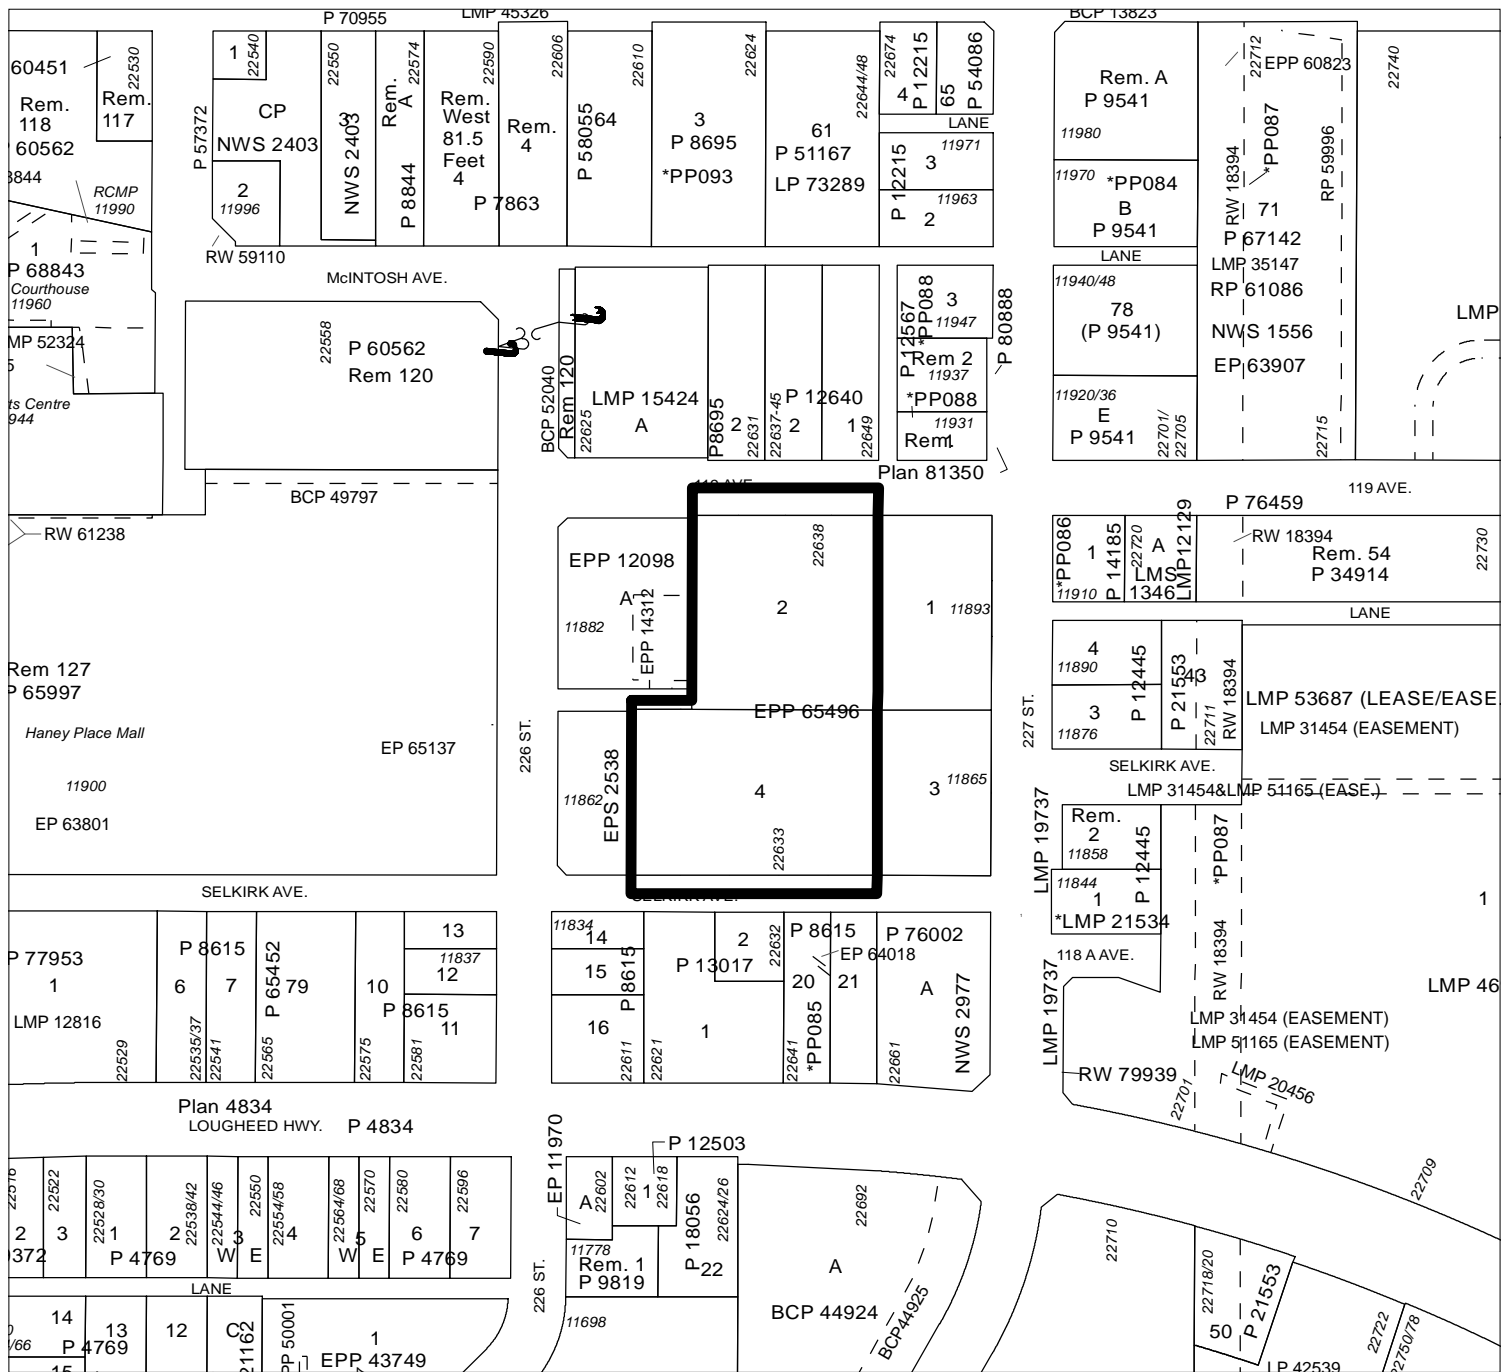 P 70955
LMP 45326
BCP 13823
60451
22530
Rem.
118
Rem.
117
P 60562
RCMP
11990
1
P 68843
Courthouse
11960
1
22540
CP
NWS 2403
P 57372
2
11996
RW 59110
22550
3
NWS 2403
Rem.
A
22574
P 8844
22590
Rem.
West
81.5
Feet
4
P 7863
22606
Rem.
4
22610
64
P 58055
22624
3
P 8695
*PP093
22644/48
61
P 51167
LP 73289
22674
4
P 12215
65
P 54086
LANE
11971
3
P 12215
11963
2
Rem. A
P 9541
11980
11970
*PP084
B
P 9541
LANE
22712
EPP 60823
*PP087
RW 18394
RP 59996
71
P 67142
LMP 35147
RP 61086
NWS 1556
EP 63907
22715
22740
LMP
McINTOSH AVE.
22558
P 60562
Rem 120
BCP 52040
Rem 120
22625
LMP 15424
A
P8695
2
22631
22637-45
2
P 12640
1
22649
P 12567
*PP088
3
11947
Rem 2
11937
*PP088
11931
Rem1
P 80888
Plan 81350
11940/48
78
(P 9541)
11920/36
E
P 9541
22701/
22705
MP 52324
5
ts Centre
944
BCP 49797
RW 61238
119 AVE.
P 76459
119 AVE.
EPP 12098
A
EPP 14312
11882
22638
2
1
11893
EPP 65496
*PP086
1
11910
P 14185
22720
A
LMS
1346
LMP12129
RW 18394
Rem. 54
P 34914
22730
LANE
Rem 127
P 65997
Haney Place Mall
11900
EP 63801
EP 65137
226 ST.
227 ST.
11862
EPS 2538
4
22633
3
11865
4
11890
P 12445
3
11876
P 21553
43
22711
RW 18394
LMP 53687 (LEASE/EASE.
LMP 31454 (EASEMENT)
SELKIRK AVE.
LMP 31454&LMP 51165 (EASE.)
SELKIRK AVE.
SELKIRK AVE.
LMP 19737
Rem.
2
11858
P 12445
11844
1
*LMP 21534
118 A AVE.
LMP 19737
*PP087
RW 18394
1
LMP 46
P 77953
1
LMP 12816
22529
P 8615
6
22535/37
7
22541
P 65452
79
22565
10
22575
13
11837
12
P 8615
11
22581
11834
14
15
16
P 8615
22611
P 13017
1
22621
2
22632
P 8615
20
*PP085
22641
EP 64018
21
P 76002
A
22661
NWS 2977
LMP 31454 (EASEMENT)
LMP 51165 (EASEMENT)
RW 79939
LMP 20456
22701
22709
Plan 4834
LOUGHEED HWY.
P 4834
2
22522
3
22528/30
1
P 4769
22538/42
2
22544/46
3
W
E
22550
22554/58
4
22564/68
5
W
E
22570
22580
6
P 4769
22596
7
LANE
EP 11970
226 ST.
A
22602
22612
1
22618
P 12503
11778
Rem. 1
P 9819
P 18056
22624/26
22
11698
22692
A
BCP 44924
BCP44925
22710
22718/20
50
P 21553
22722
22750/78
LP 42539
14
/66
P 4769
13
12
C
21162
PP 50001
1
EPP 43749
15